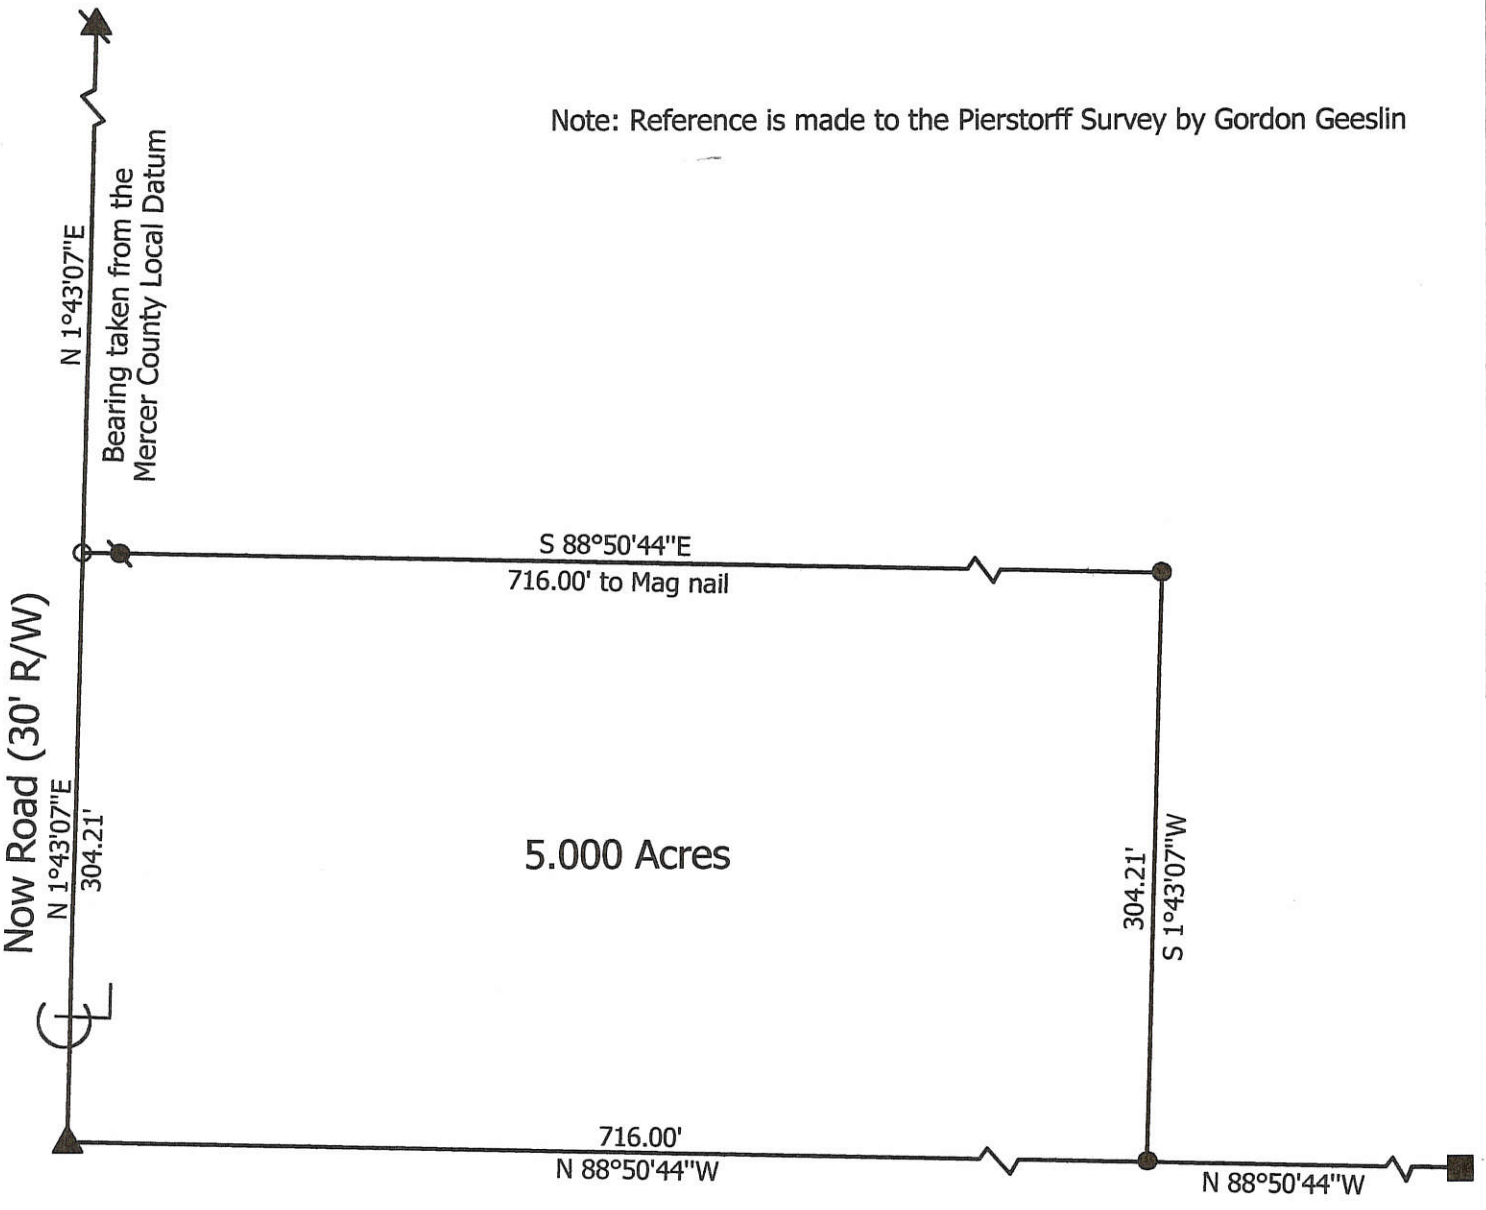 Note: Reference is made to the Pierstorff Survey by Gordon Geeslin
N 1°43'07"E
Bearing taken from the
Mercer County Local Datum
S 88°50'44"E
716.00' to Mag nail
Now Road (30' R/W)
N 1°43'07"E
304.21'
5.000 Acres
304.21'
S 1°43'07"W
716.00'
N 88°50'44"W
N 88°50'44"W